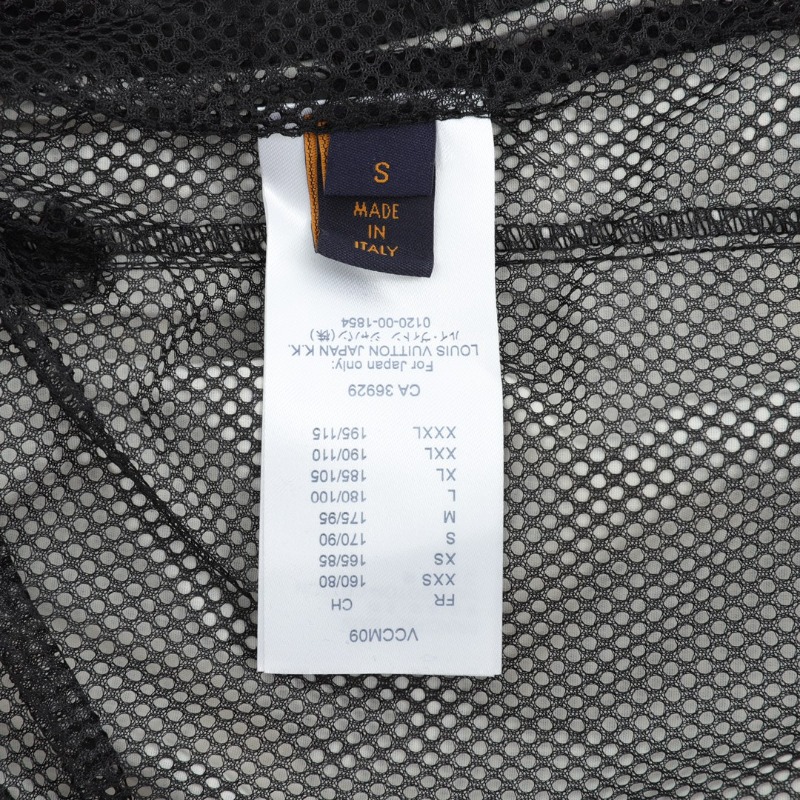 S
MADE
IN
ITALY
VCCM09
FR CH
XXS 160/80
XS 165/85
S 170/90
M 175/95
L 180/100
XL 185/105
XXL 190/110
XXXL 195/115
CA 36929
For Japan only:
LOUIS VUITTON JAPAN K.K.
ルイ・ヴィトン ジャパン(株)
0120-00-1854